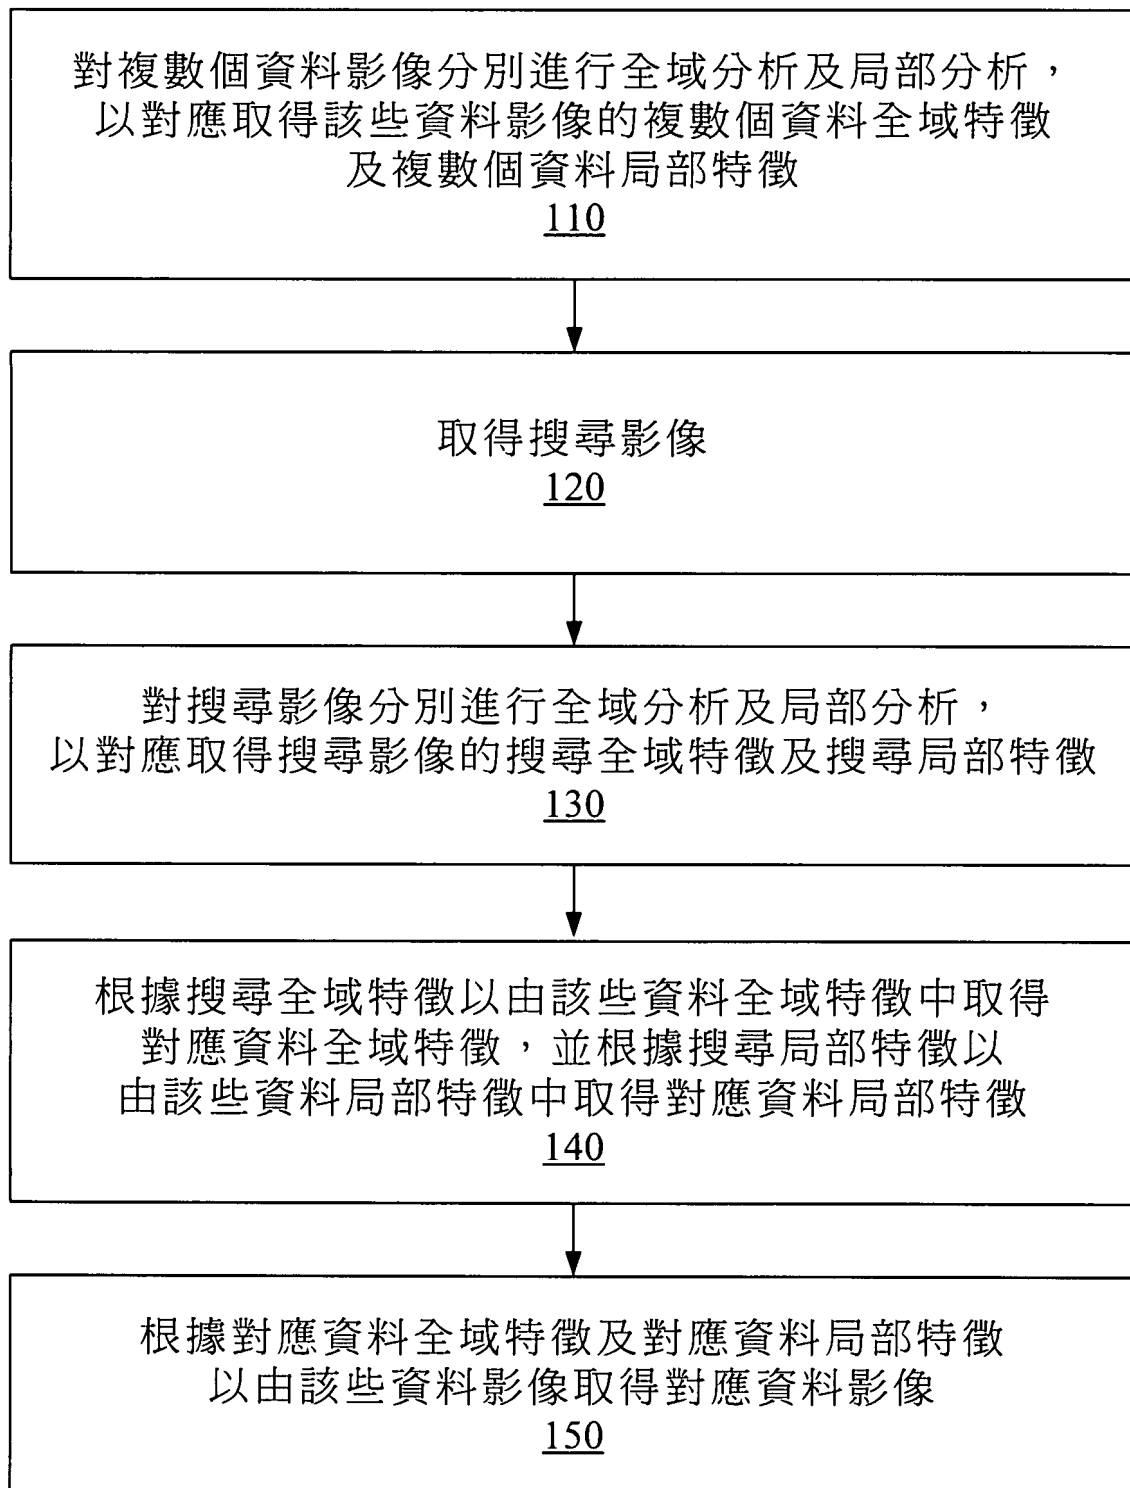 對複數個資料影像分別進行全域分析及局部分析，
以對應取得該些資料影像的複數個資料全域特徵
及複數個資料局部特徵
110
取得搜尋影像
120
對搜尋影像分別進行全域分析及局部分析，
以對應取得搜尋影像的搜尋全域特徵及搜尋局部特徵
130
根據搜尋全域特徵以由該些資料全域特徵中取得
對應資料全域特徵，並根據搜尋局部特徵以
由該些資料局部特徵中取得對應資料局部特徵
140
根據對應資料全域特徵及對應資料局部特徵
以由該些資料影像取得對應資料影像
150